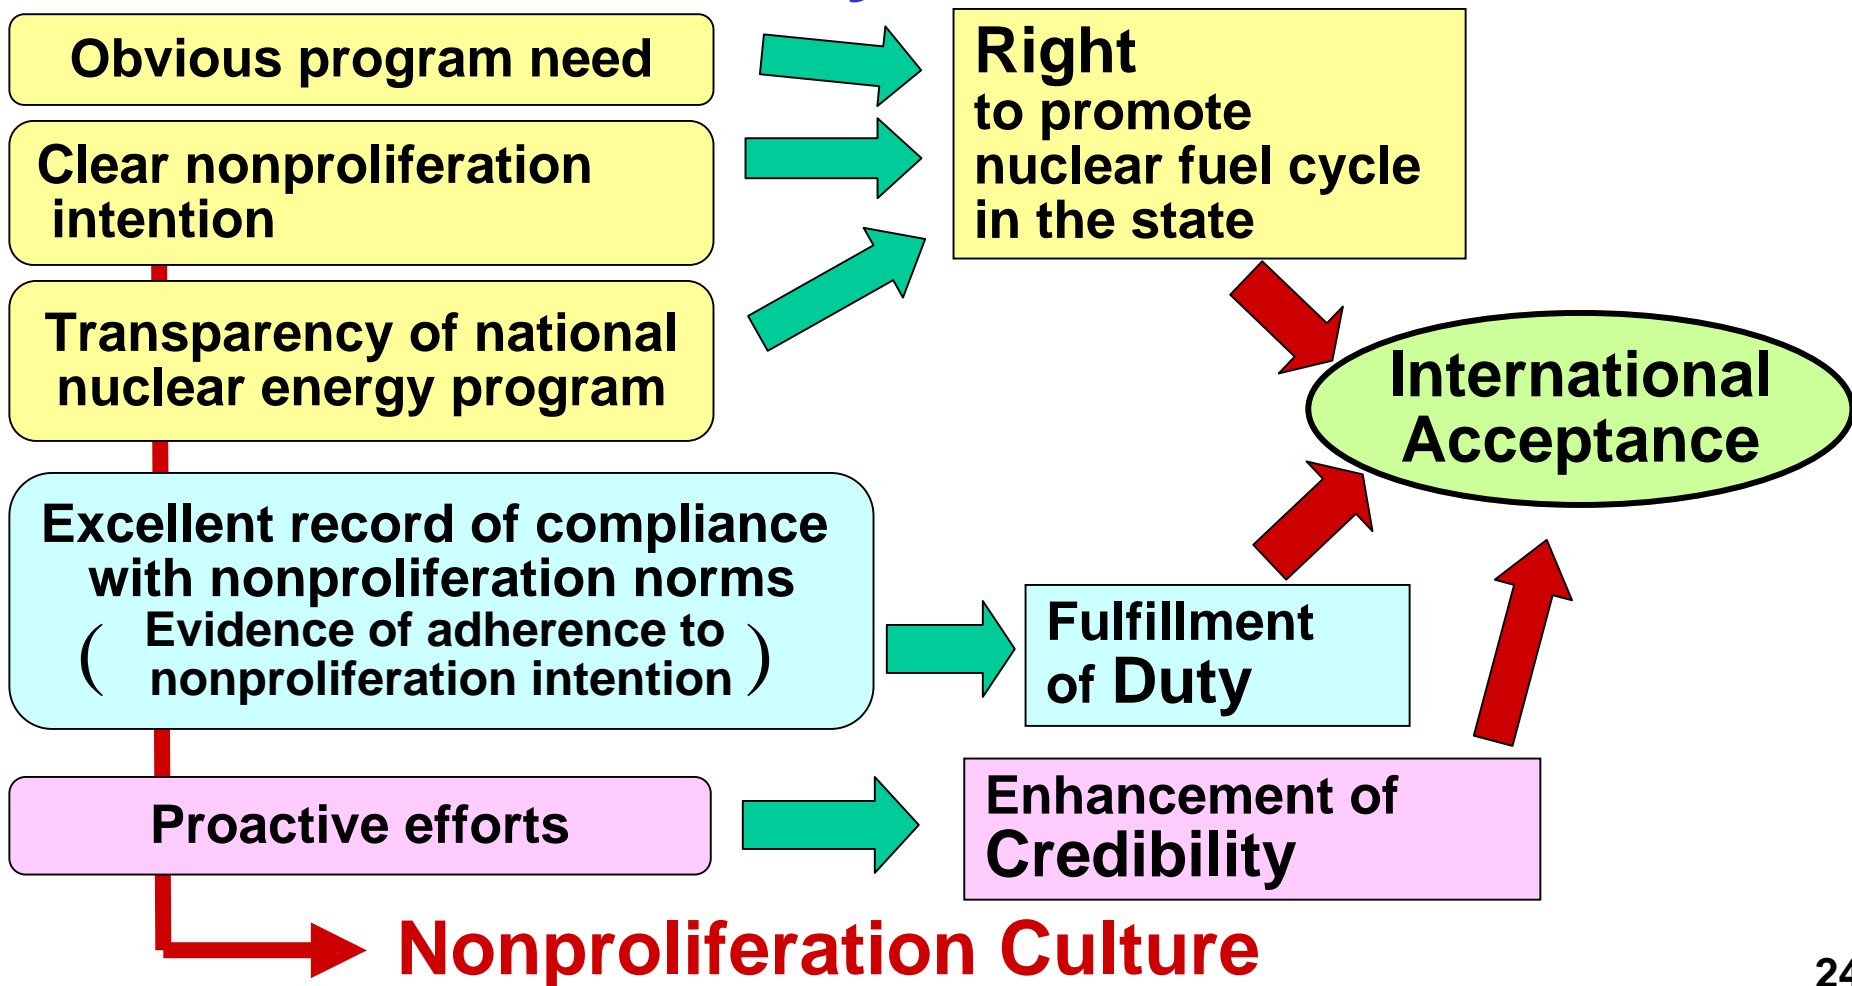 Obvious program need
Clear nonproliferation
intention
Transparency of national
nuclear energy program
Excellent record of compliance
with nonproliferation norms
( Evidence of adherence to
nonproliferation intention )
Proactive efforts
Right
to promote
nuclear fuel cycle
in the state
Fulfillment
of Duty
Enhancement of
Credibility
International
Acceptance
Nonproliferation Culture
24